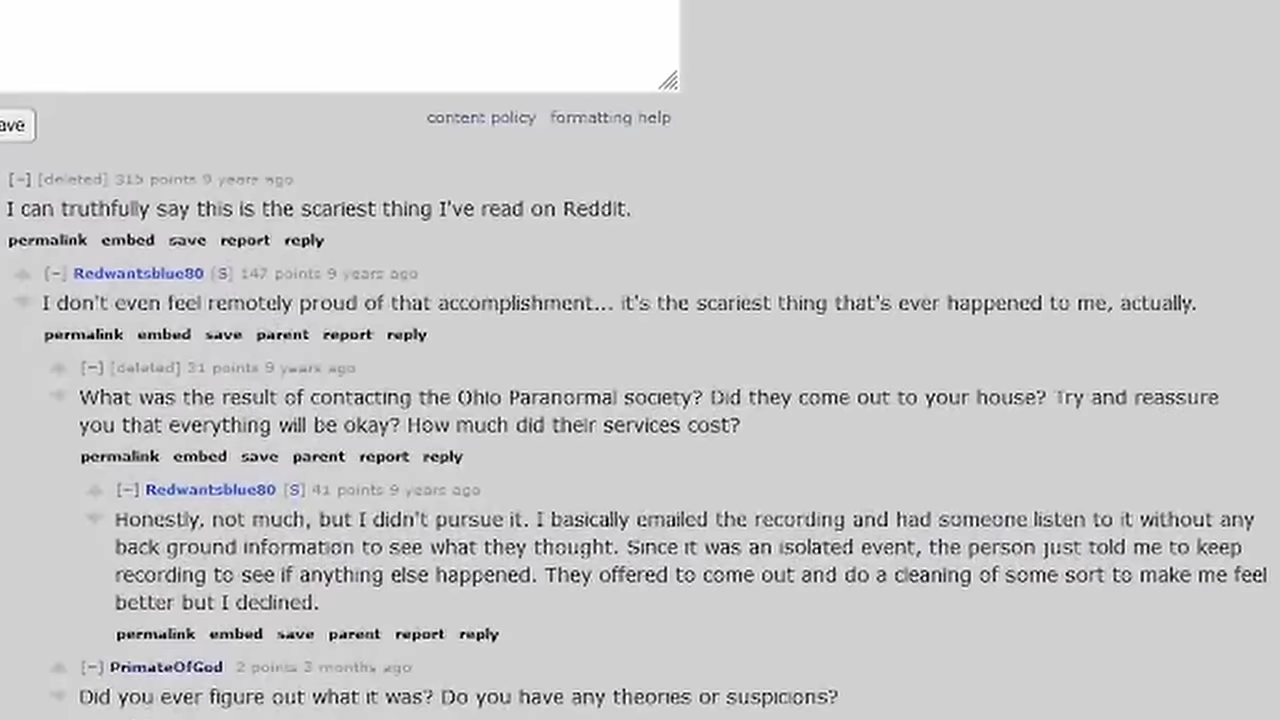 ave
content policy formatting help
[-] [deleted] 315 points 9 years ago
I can truthfully say this is the scariest thing I've read on Reddit.
permalink embed save report reply
[-] Redwantsblue80 [S] 147 points 9 years ago
I don't even feel remotely proud of that accomplishment... it's the scariest thing that's ever happened to me, actually.
permalink embed save parent report reply
[-] [deleted] 31 points 9 years ago
What was the result of contacting the Ohio Paranormal society? Did they come out to your house? Try and reassure
you that everything will be okay? How much did their services cost?
permalink embed save parent report reply
[-] Redwantsblue80 [S] 41 points 9 years ago
Honestly, not much, but I didn't pursue it. I basically emailed the recording and had someone listen to it without any
back ground information to see what they thought. Since it was an isolated event, the person just told me to keep
recording to see if anything else happened. They offered to come out and do a cleaning of some sort to make me feel
better but I declined.
permalink embed save parent report reply
[-] PrimateOfGod 2 points 3 months ago
Did you ever figure out what it was? Do you have any theories or suspicions?